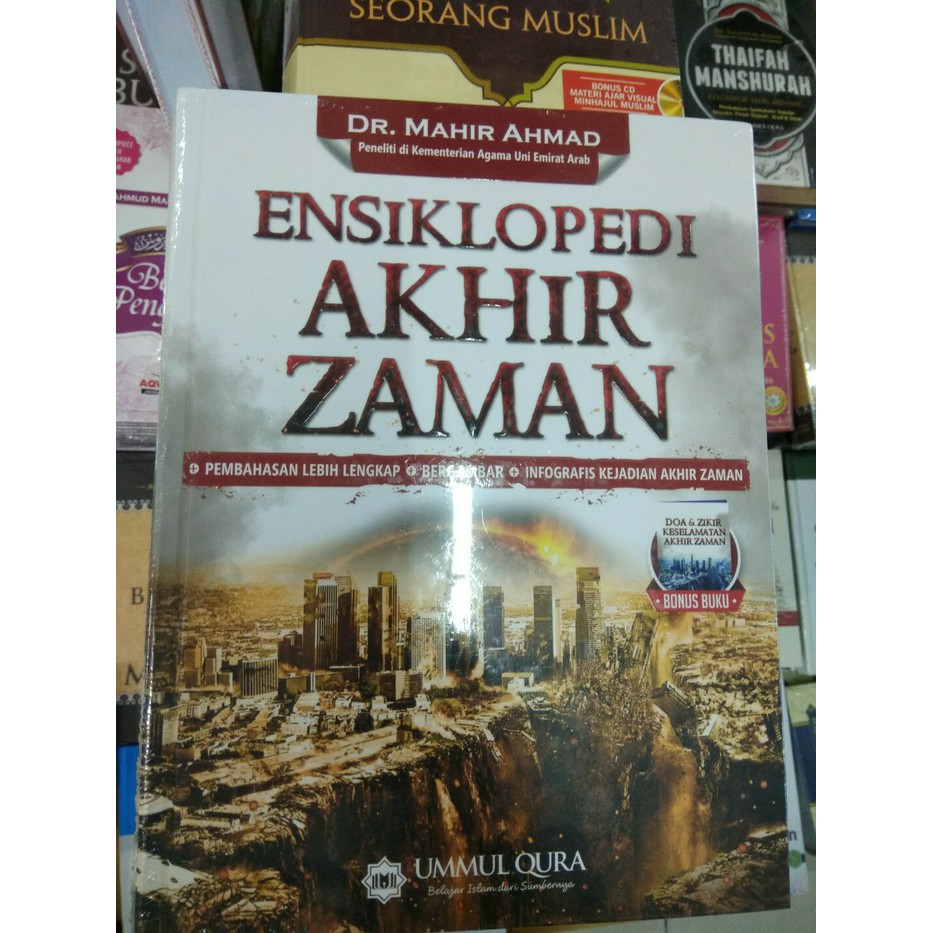 SEORANG MUSLIM
BONUS CD
MATERI AJAR VISUAL
MINHAJUL MUSLIM
THAIFAH
MANSHURAH
DR. MAHIR AHMAD
Peneliti di Kementerian Agama Uni Emirat Arab
ENSIKLOPEDI
AKHIR
ZAMAN
PEMBAHASAN LEBIH LENGKAP
INFOGRAFIS KEJADIAN AKHIR ZAMAN
DOA & ZIKIR
KESELAMATAN
AKHIR ZAMAN
BONUS BUKU
UMMUL QURA
Belajar Islam dari Sumbernya